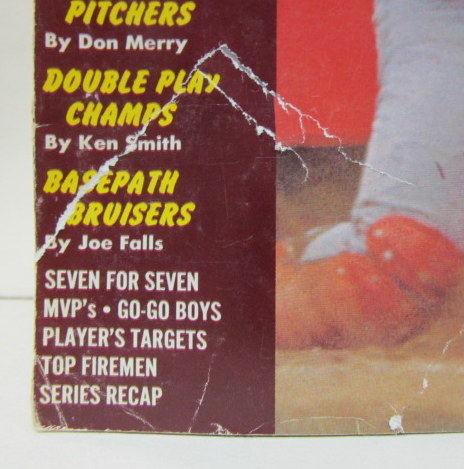 PITCHERS
By Don Merry
DOUBLE PLAY
CHAMPS
By Ken Smith
BASEPATH
BRUISERS
By Joe Falls
SEVEN FOR SEVEN
MVP's • GO-GO BOYS
PLAYER'S TARGETS
TOP FIREMEN
SERIES RECAP